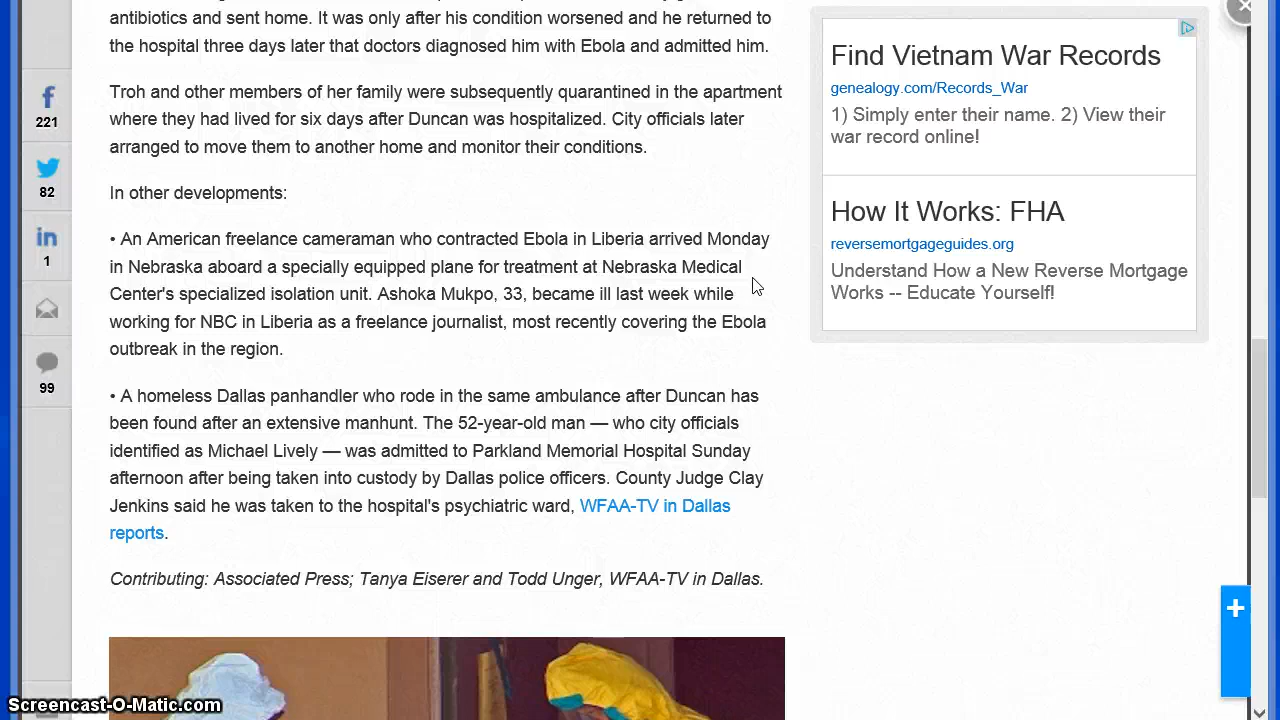 antibiotics and sent home. It was only after his condition worsened and he returned to
the hospital three days later that doctors diagnosed him with Ebola and admitted him.
Troh and other members of her family were subsequently quarantined in the apartment
where they had lived for six days after Duncan was hospitalized. City officials later
arranged to move them to another home and monitor their conditions.
In other developments:
• An American freelance cameraman who contracted Ebola in Liberia arrived Monday
in Nebraska aboard a specially equipped plane for treatment at Nebraska Medical
Center's specialized isolation unit. Ashoka Mukpo, 33, became ill last week while
working for NBC in Liberia as a freelance journalist, most recently covering the Ebola
outbreak in the region.
• A homeless Dallas panhandler who rode in the same ambulance after Duncan has
been found after an extensive manhunt. The 52-year-old man — who city officials
identified as Michael Lively — was admitted to Parkland Memorial Hospital Sunday
afternoon after being taken into custody by Dallas police officers. County Judge Clay
Jenkins said he was taken to the hospital's psychiatric ward, WFAA-TV in Dallas
reports.
Contributing: Associated Press; Tanya Eiserer and Todd Unger, WFAA-TV in Dallas.
f
221
82
in
1
99
Find Vietnam War Records
genealogy.com/Records_War
1) Simply enter their name. 2) View their
war record online!
How It Works: FHA
reversemortgageguides.org
Understand How a New Reverse Mortgage
Works -- Educate Yourself!
+
Screencast-O-Matic.com